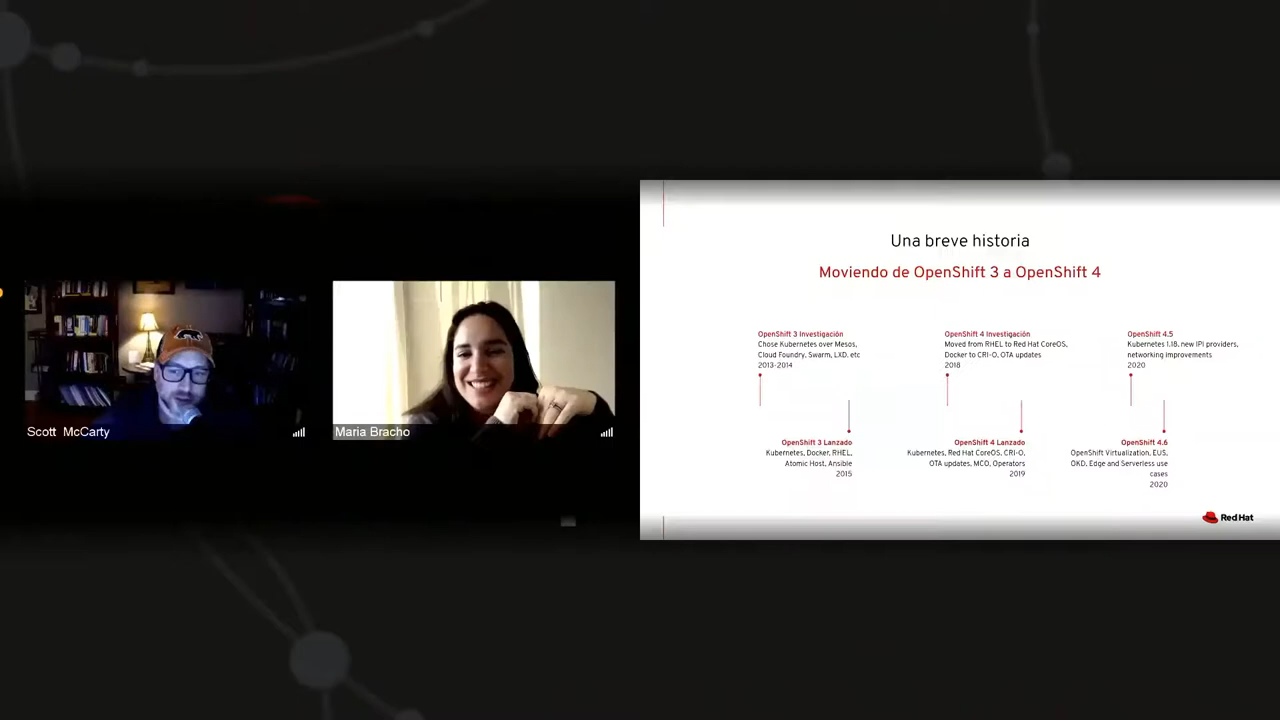 Scott McCarty
Maria Bracho
Una breve historia
Moviendo de OpenShift 3 a OpenShift 4
OpenShift 3 Investigación
Chose Kubernetes over Mesos,
Cloud Foundry, Swarm, LXD, etc
2013-2014
OpenShift 4 Investigación
Moved from RHEL to Red Hat CoreOS,
Docker to CRI-O, OTA updates
2018
OpenShift 4.5
Kubernetes 1.18, new IPI providers,
networking improvements
2020
OpenShift 3 Lanzado
Kubernetes, Docker, RHEL,
Atomic Host, Ansible
2015
OpenShift 4 Lanzado
Kubernetes, Red Hat CoreOS, CRI-O,
OTA updates, MCO, Operators
2019
OpenShift 4.6
OpenShift Virtualization, EUS,
OKD, Edge and Serverless use
cases
2020
Red Hat